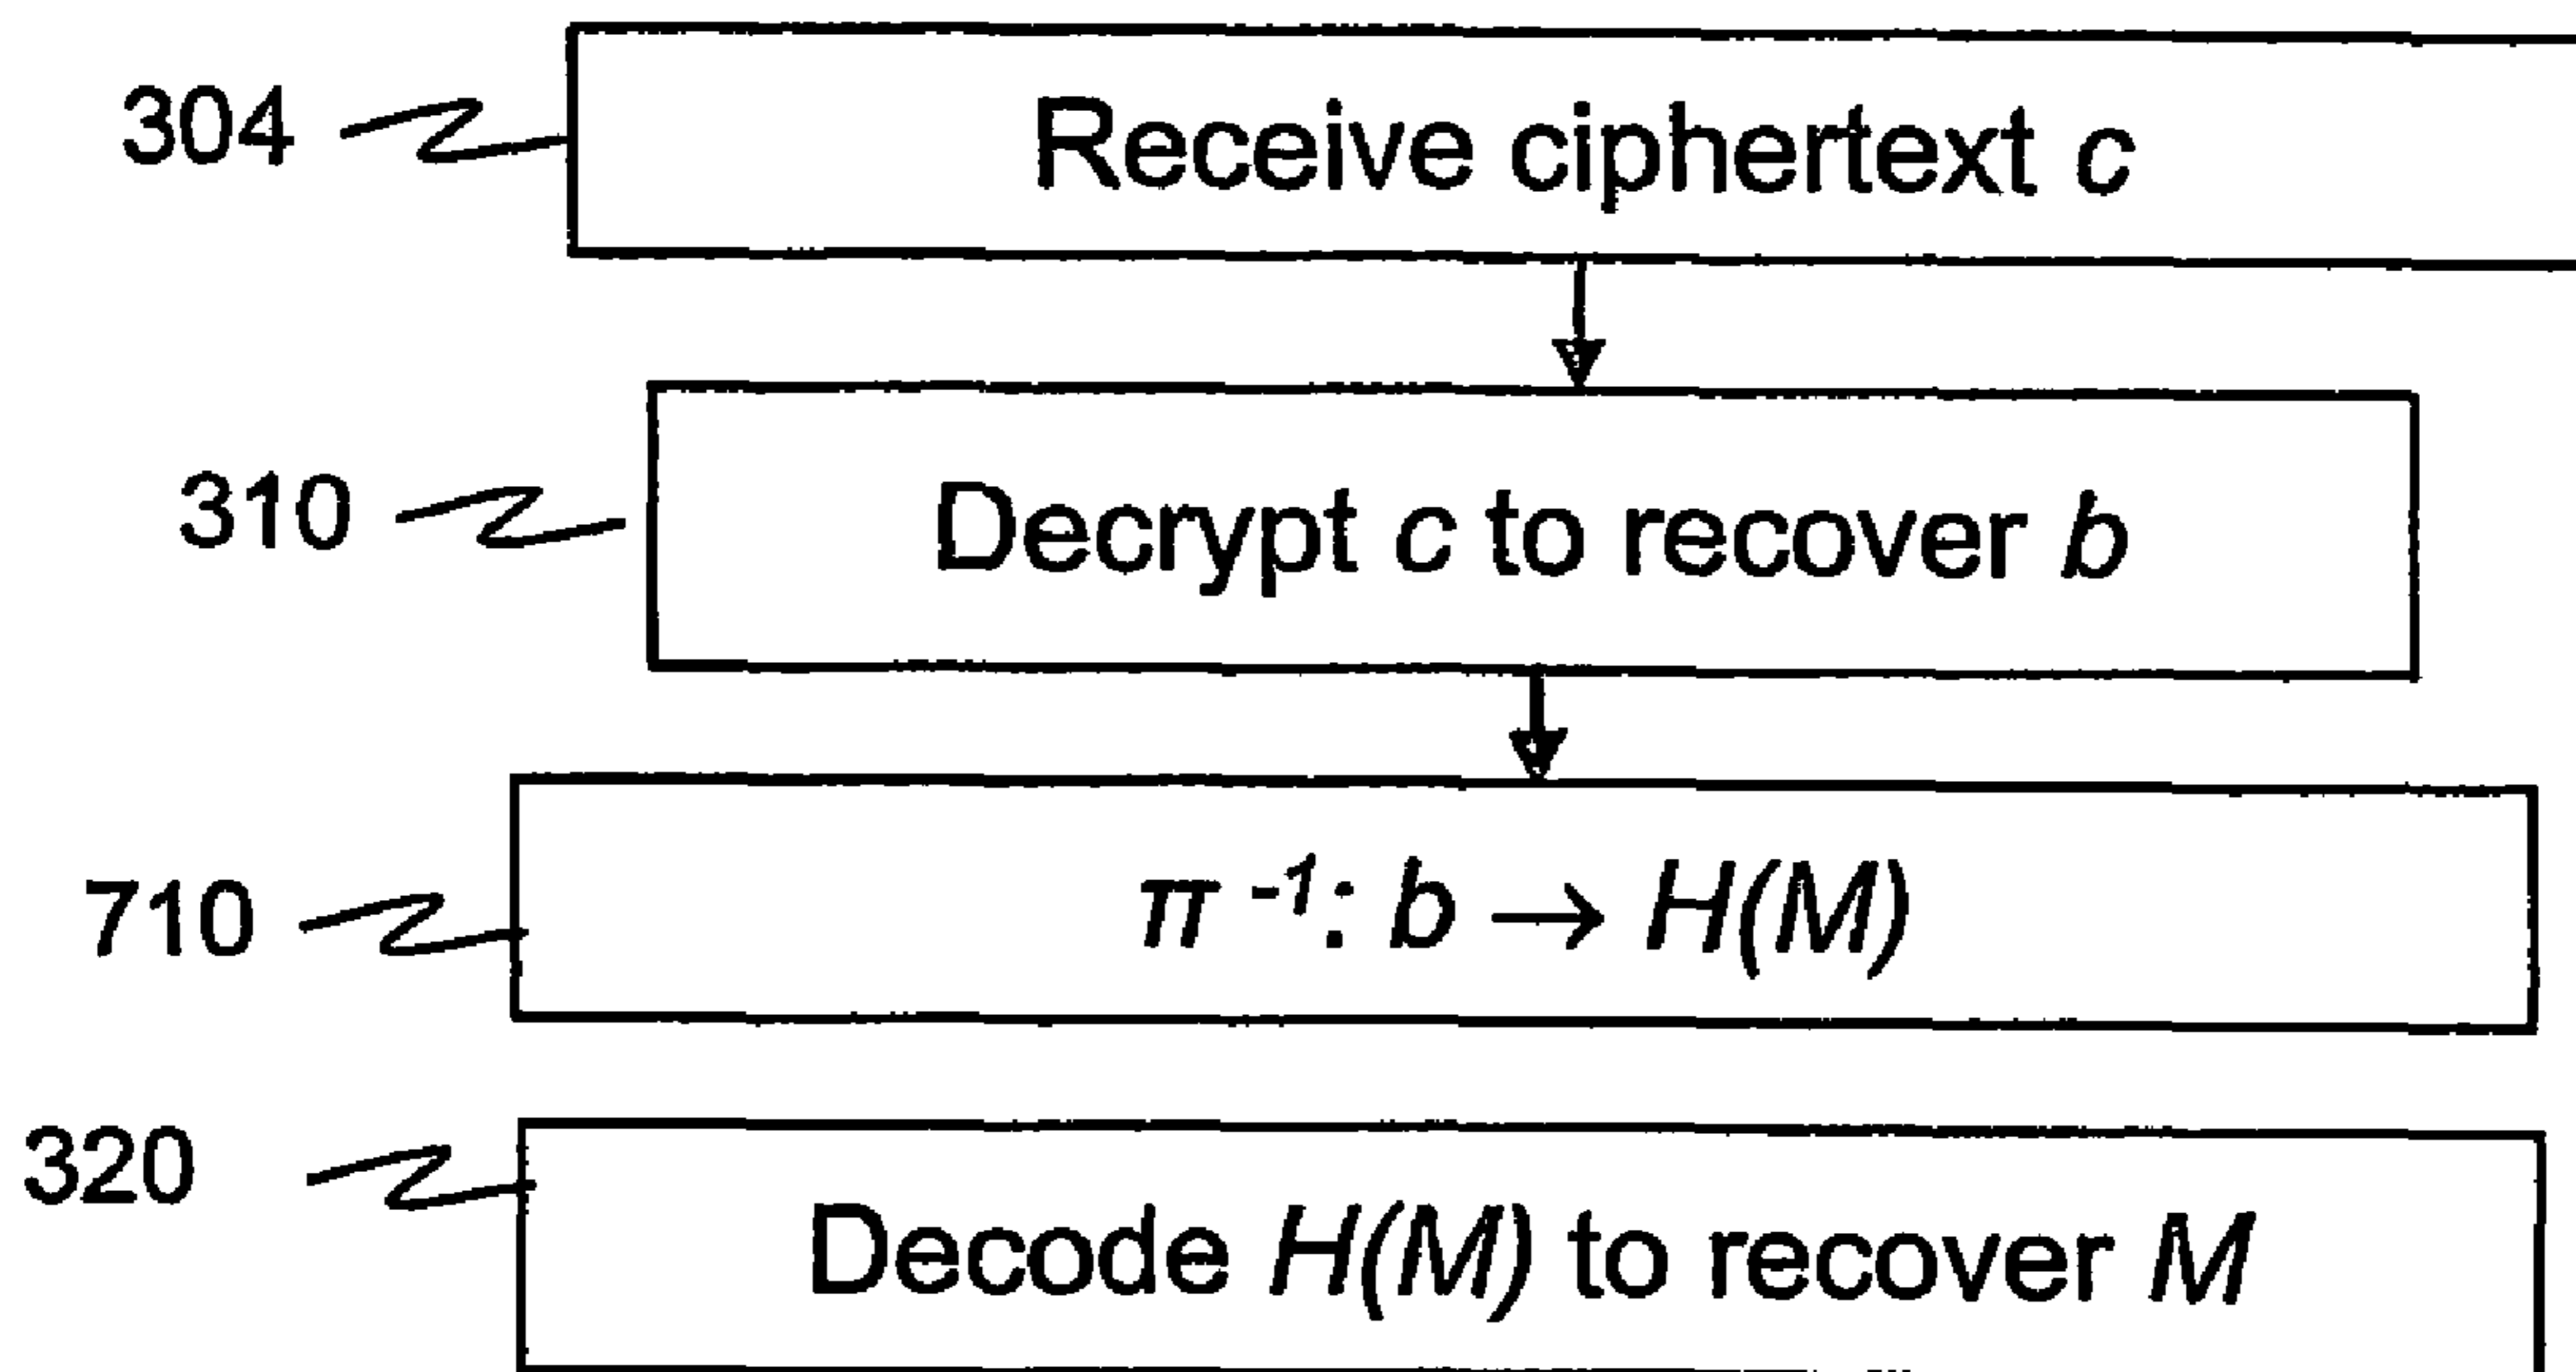 304 Receive ciphertext c
310 Decrypt c to recover b
710 π⁻¹: b → H(M)
320 Decode H(M) to recover M